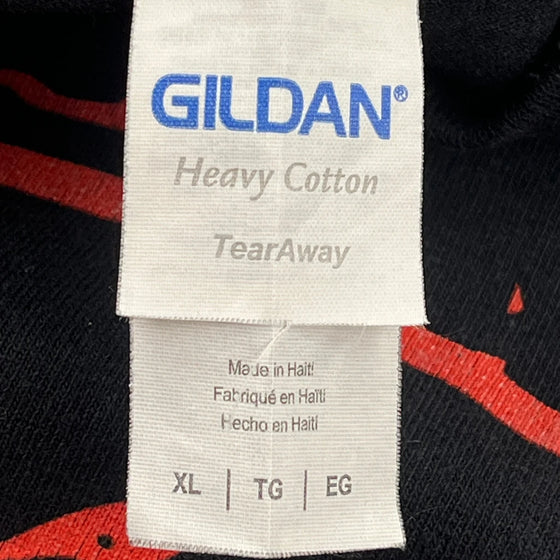 GILDAN®
Heavy Cotton
TearAway
Made in Haiti
Fabriqué en Haïti
Hecho en Haití
XL | TG | EG